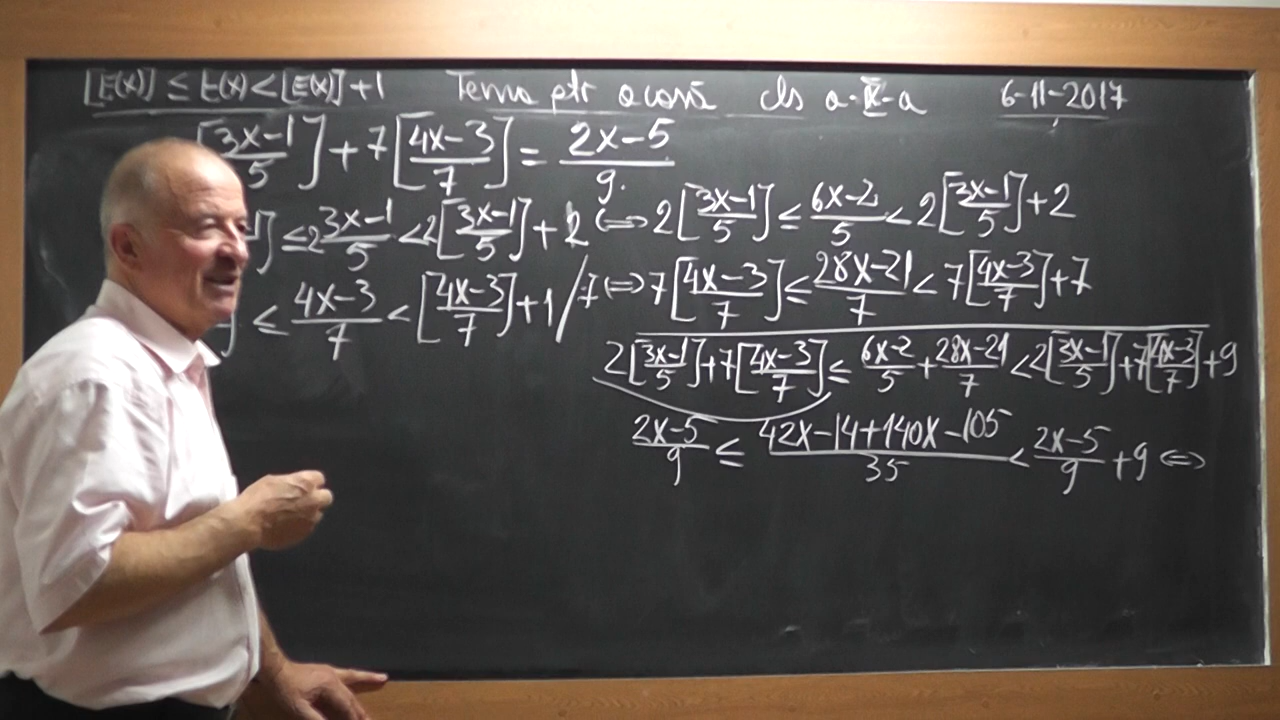 [E(x)] ≤ E(x) < [E(x)] + 1 Tema ptr acasă cls a-IX-a 6-11-2017
[3x-1/5] + 7[4x-3/7] = 2x-5/9.
1] ≤ 2 3x-1/5 < 2[3x-1/5] + 2 ⇔ 2[3x-1/5] ≤ 6x-2/5 < 2[3x-1/5] + 2
] ≤ 4x-3/7 < [4x-3/7] + 1 / 7 ⇔ 7[4x-3/7] ≤ 28x-21/7 < 7[4x-3/7] + 7
2[3x-1/5] + 7[4x-3/7] ≤ 6x-2/5 + 28x-21/7 < 2[3x-1/5] + 7[4x-3/7] + 9
2x-5/9 ≤ 42x-14+140x-105/35 < 2x-5/9 + 9 ⇔